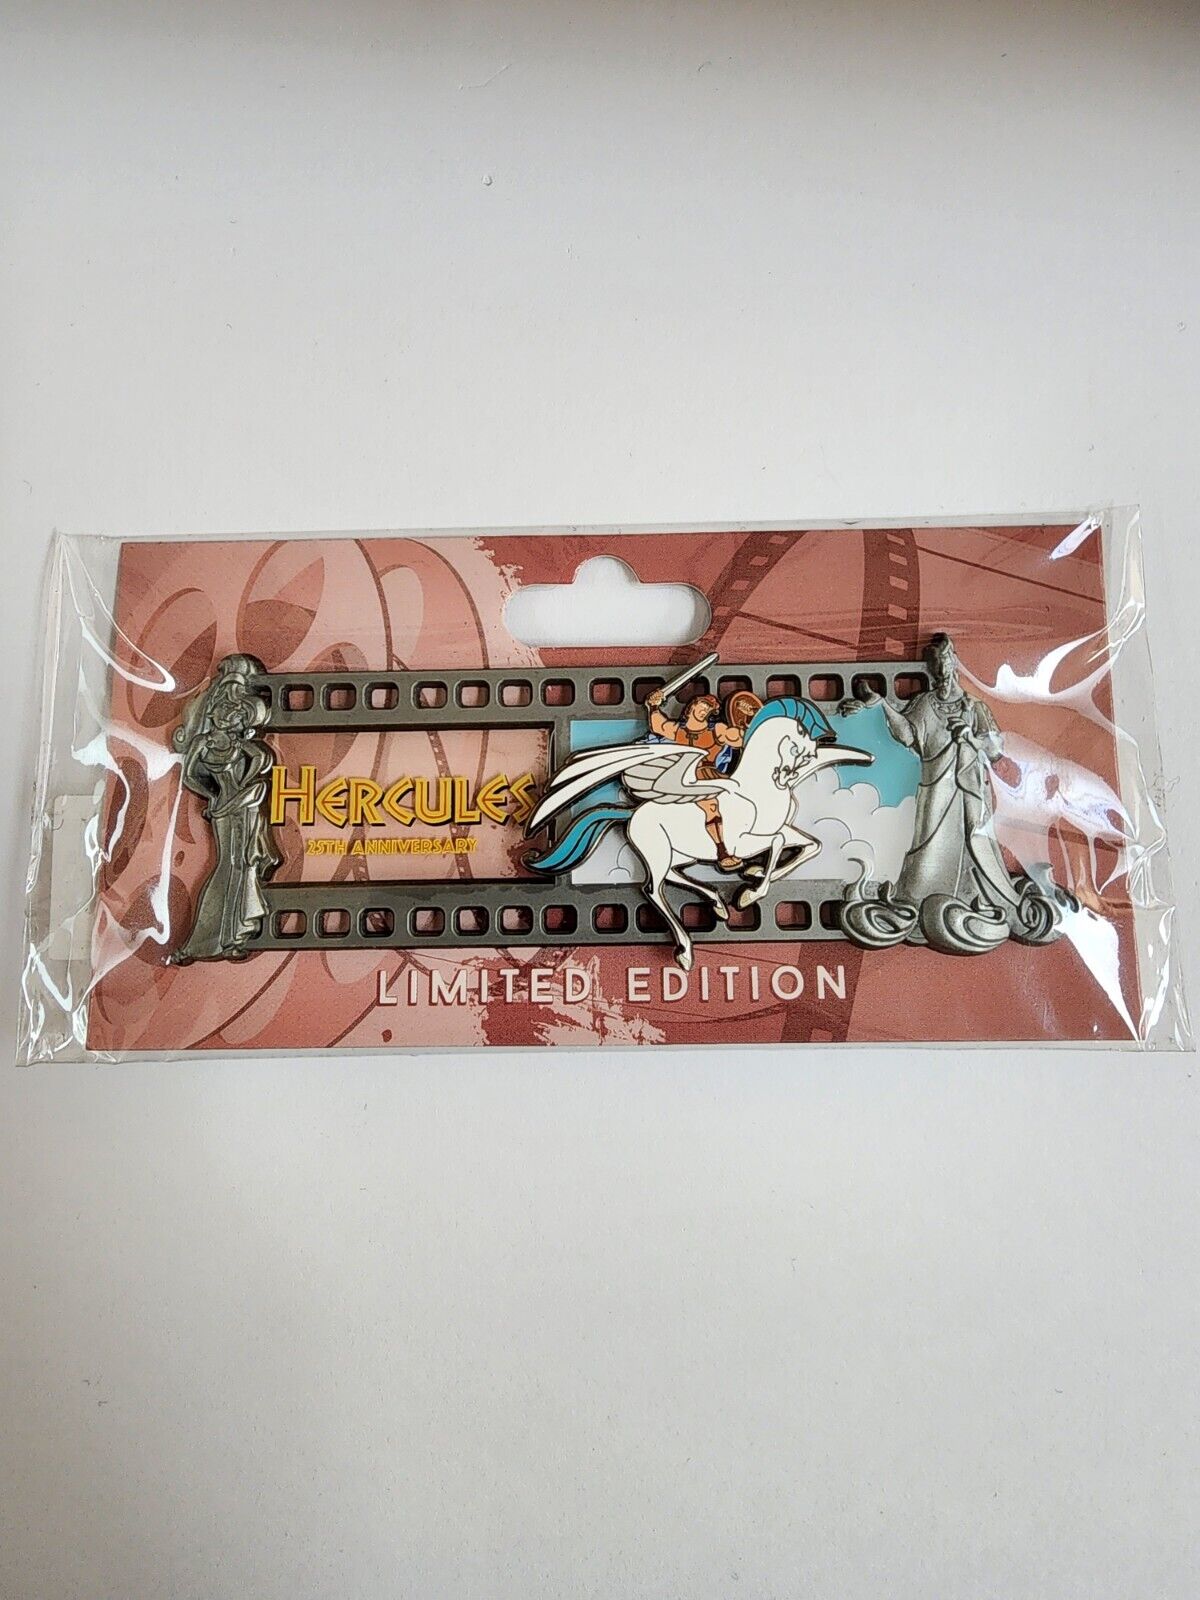 HERCULES
25TH ANNIVERSARY
LIMITED EDITION